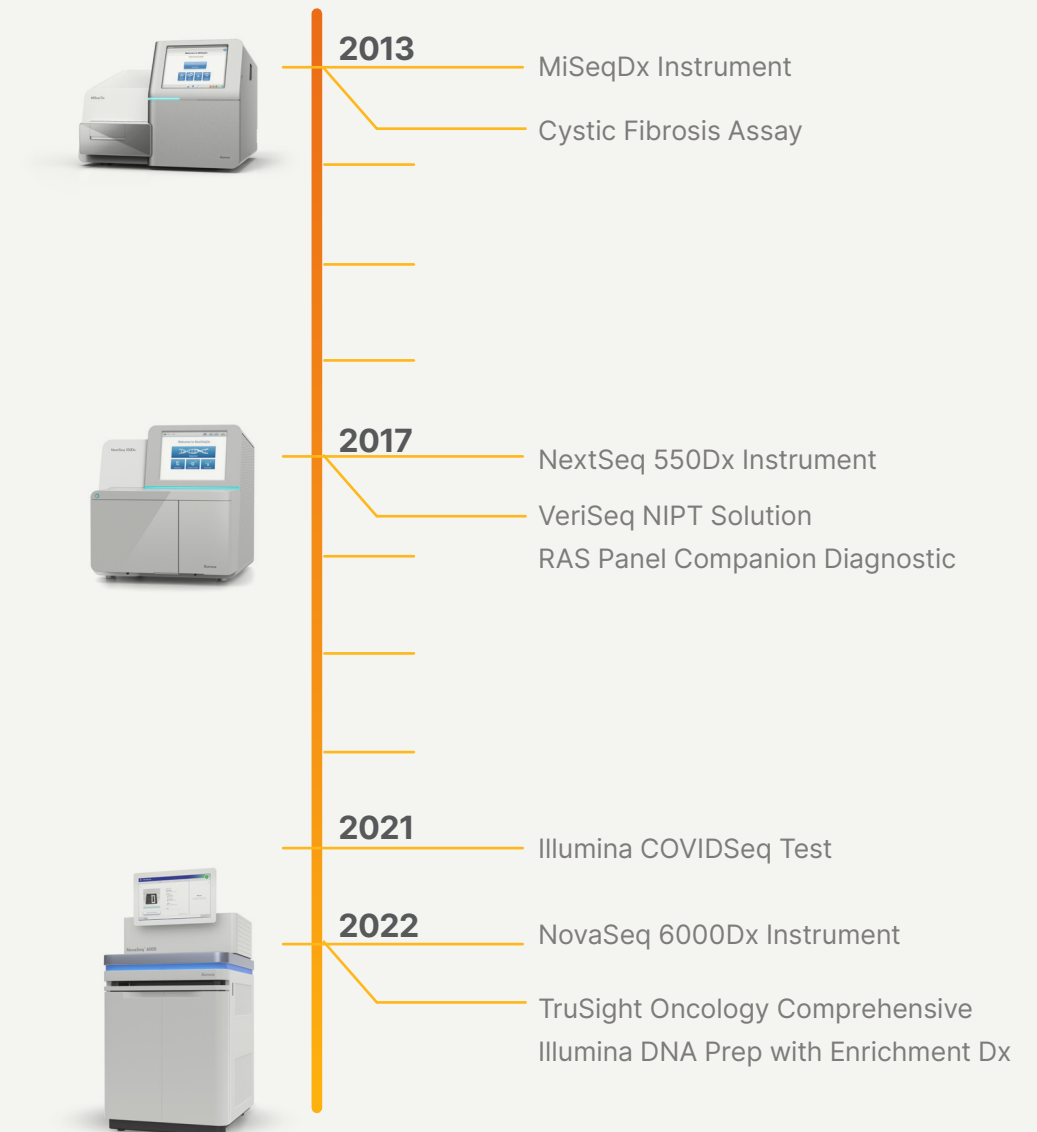 2013
MiSeqDx Instrument
Cystic Fibrosis Assay
2017
NextSeq 550Dx Instrument
VeriSeq NIPT Solution
RAS Panel Companion Diagnostic
2021
Illumina COVIDSeq Test
2022
NovaSeq 6000Dx Instrument
TruSight Oncology Comprehensive
Illumina DNA Prep with Enrichment Dx